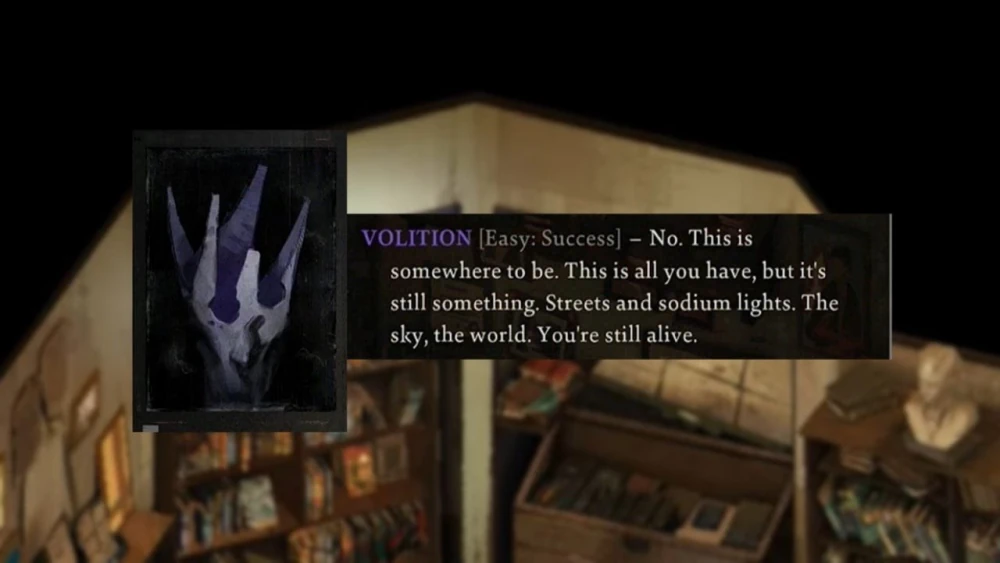 VOLITION [Easy: Success] – No. This is
somewhere to be. This is all you have, but it's
still something. Streets and sodium lights. The
sky, the world. You're still alive.